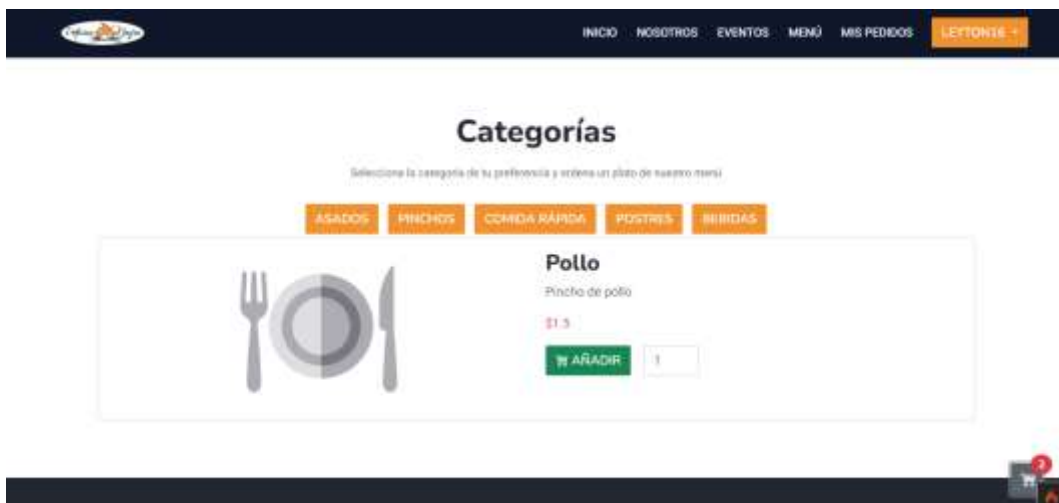 INICIO NOSOTROS EVENTOS MENÚ MIS PEDIDOS LEYTON16
Categorías
Selecciona la categoría de tu preferencia y ordena un plato de nuestro menú
ASADOS PINCHOS COMIDA RÁPIDA POSTRES BEBIDAS
Pollo
Pincho de pollo
$1.5
AÑADIR 1